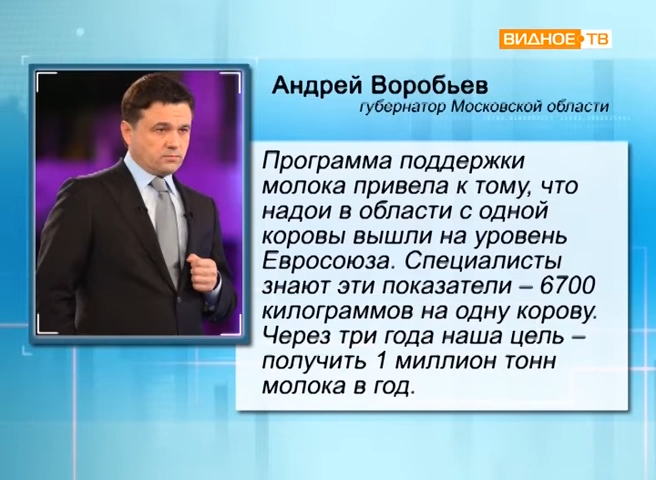 ВИДНОЕ ТВ
Андрей Воробьев
губернатор Московской области
Программа поддержки
молока привела к тому, что
надои в области с одной
коровы вышли на уровень
Евросоюза. Специалисты
знают эти показатели – 6700
килограммов на одну корову.
Через три года наша цель –
получить 1 миллион тонн
молока в год.